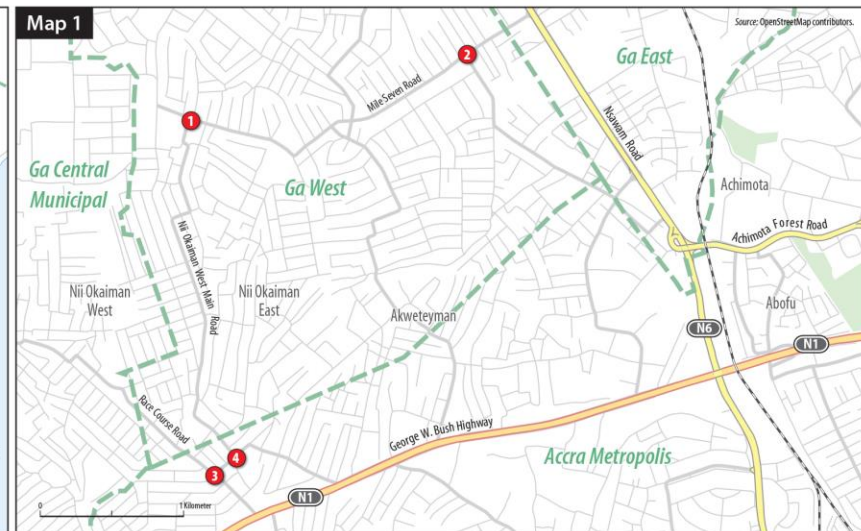 Map 1
Source: OpenStreetMap contributors.
Ga East
2
Mile Seven Road
1
Nsawam Road
Ga Central
Municipal
Ga West
Achimota
Achimota Forest Road
Nii Okaiman West Main Road
Nii Okaiman
West
Nii Okaiman
East
Akweteyman
Abofu
N6
N1
Race Course Road
George W. Bush Highway
4
Accra Metropolis
3
N1
0
1 Kilometer